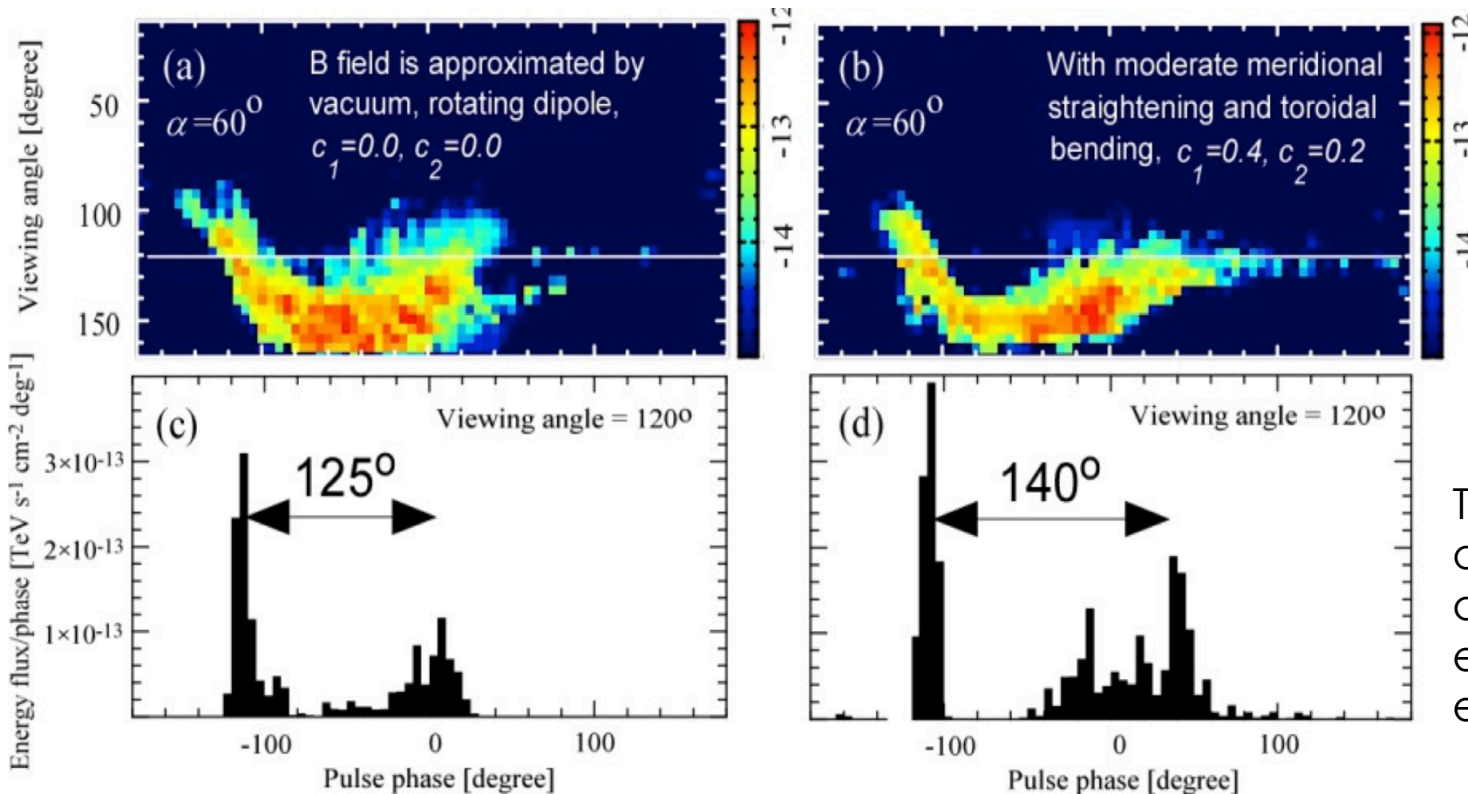 (a)
B field is approximated by
vacuum, rotating dipole,
α=60°
c₁=0.0, c₂=0.0
Viewing angle [degree]
50
100
150
-12
-13
-14
(b)
With moderate meridional
straightening and toroidal
bending, c₁=0.4, c₂=0.2
α=60°
-12
-13
-14
(c)
Viewing angle = 120°
125°
Energy flux/phase [TeV s⁻¹ cm⁻² deg⁻¹]
3×10⁻¹³
2×10⁻¹³
1×10⁻¹³
-100
0
100
Pulse phase [degree]
(d)
Viewing angle = 120°
140°
-100
0
100
Pulse phase [degree]